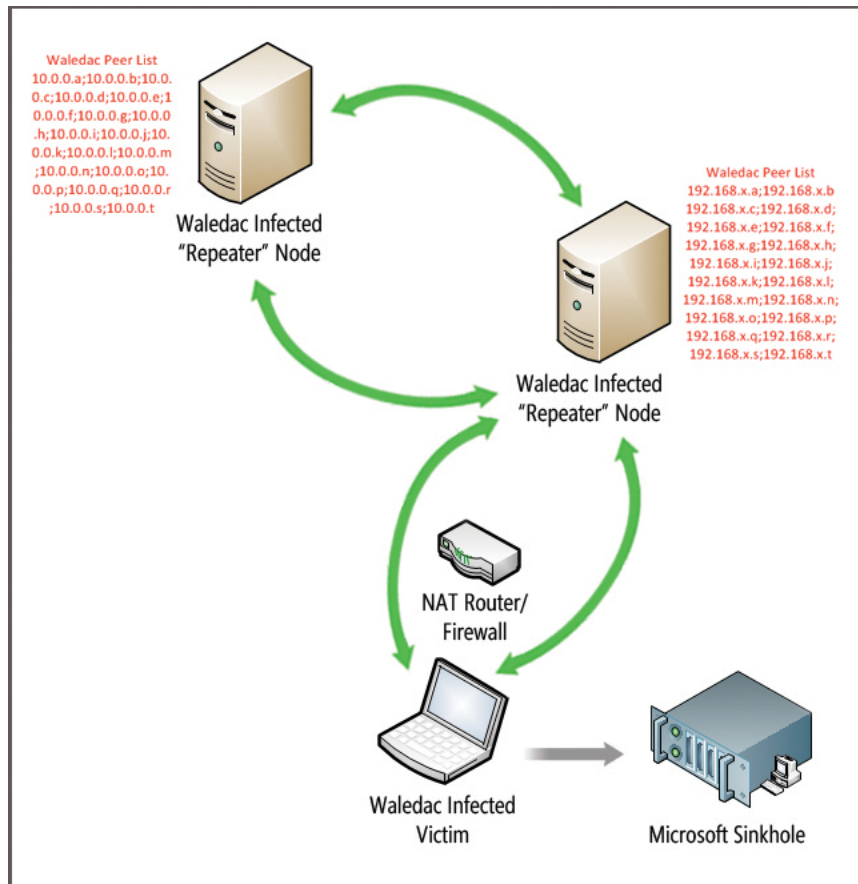 Waledac Peer List
10.0.0.a;10.0.0.b;10.0.
0.c;10.0.0.d;10.0.0.e;1
0.0.0.f;10.0.0.g;10.0.0
.h;10.0.0.i;10.0.0.j;10.
0.0.k;10.0.0.l;10.0.0.m
;10.0.0.n;10.0.0.o;10.
0.0.p;10.0.0.q;10.0.0.r
;10.0.0.s;10.0.0.t
Waledac Infected
“Repeater” Node
Waledac Peer List
192.168.x.a;192.168.x.b
192.168.x.c;192.168.x.d;
192.168.x.e;192.168.x.f;
192.168.x.g;192.168.x.h;
192.168.x.i;192.168.x.j;
192.168.x.k;192.168.x.l;
192.168.x.m;192.168.x.n;
192.168.x.o;192.168.x.p;
192.168.x.q;192.168.x.r;
192.168.x.s;192.168.x.t
Waledac Infected
“Repeater” Node
NAT Router/
Firewall
Waledac Infected
Victim
Microsoft Sinkhole